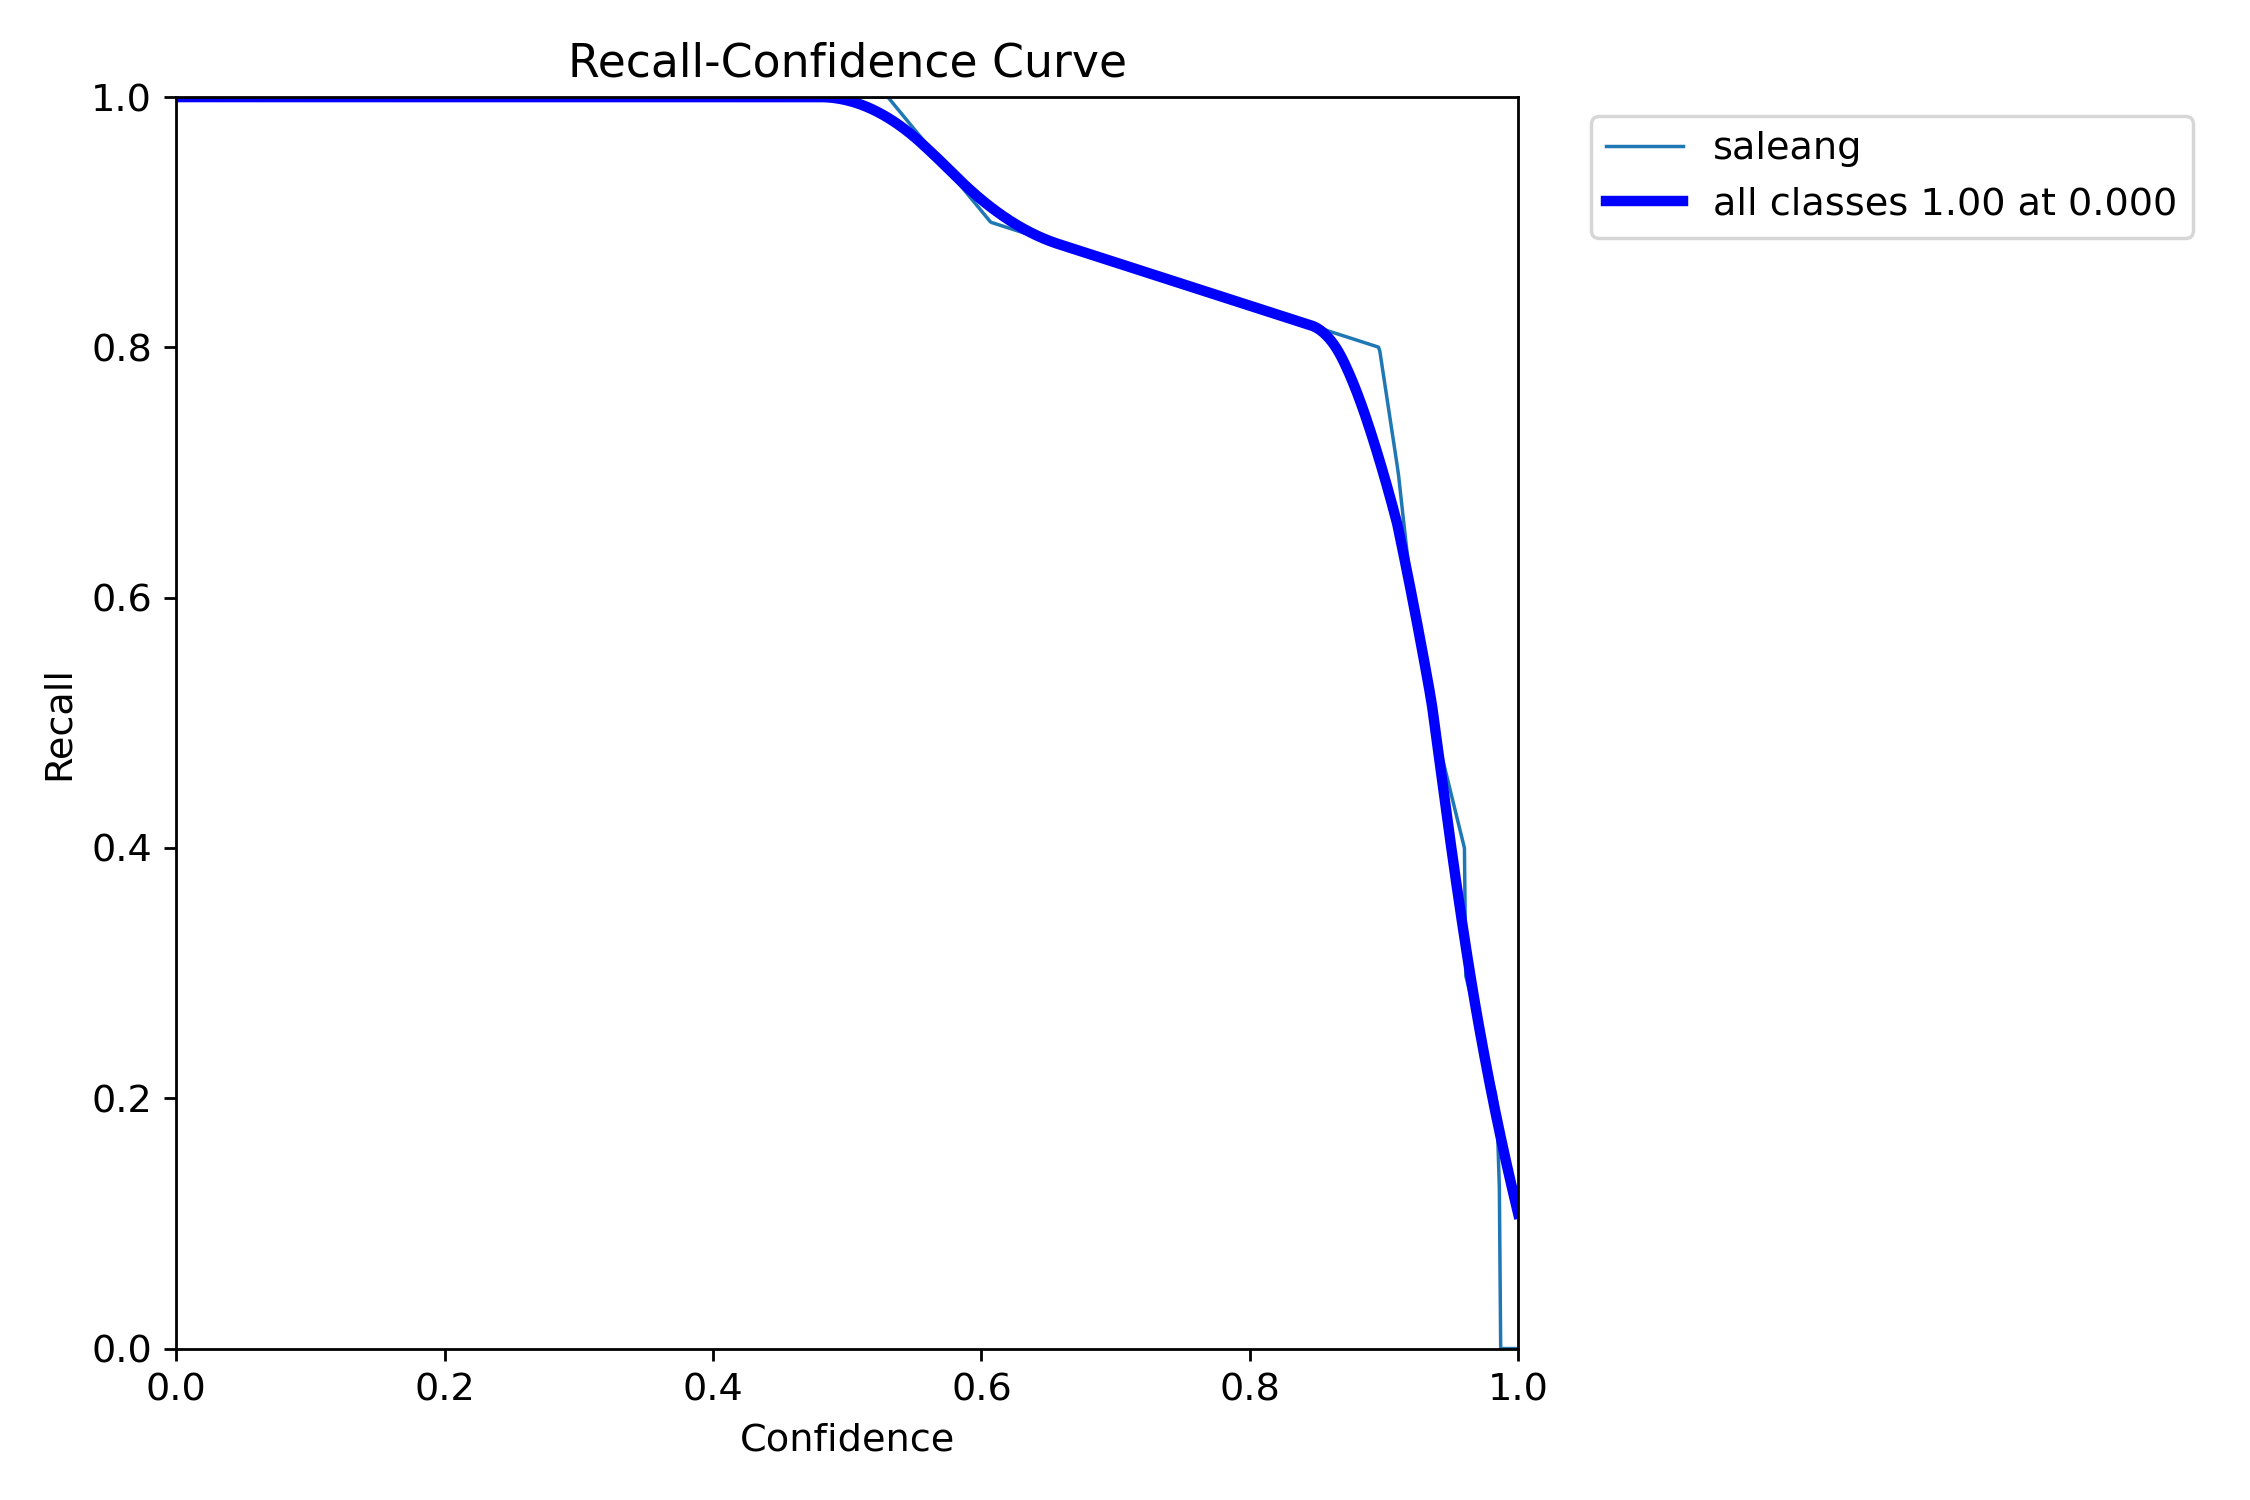 Recall-Confidence Curve
saleang
all classes 1.00 at 0.000
1.0
0.8
0.6
0.4
0.2
0.0
Recall
0.0 0.2 0.4 0.6 0.8 1.0
Confidence